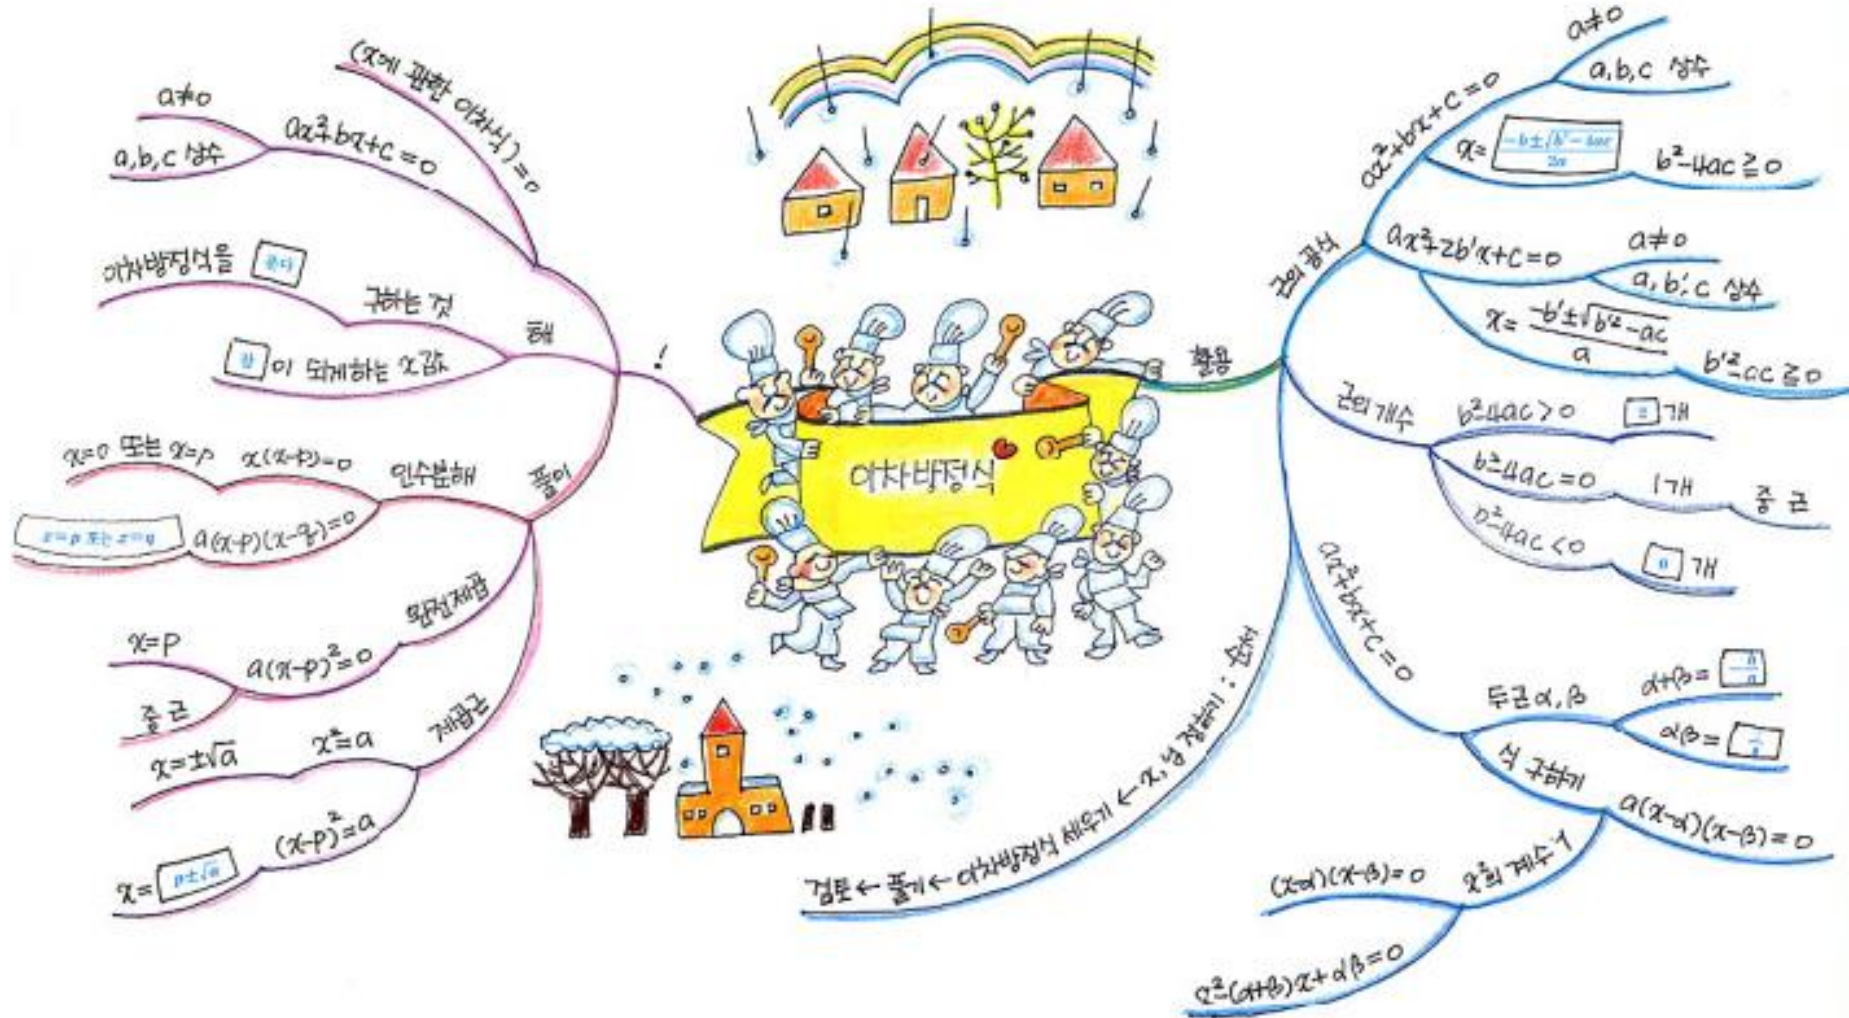 이차방정식
!
(x에 관한 이차식)=0
ax²+bx+c=0
a≠0
a,b,c 상수
해
구하는 것
이차방정식을 푼다
참이 되게하는 x값
풀이
인수분해
x(x-p)=0
x=0 또는 x=p
a(x-p)(x-q)=0
x=p 또는 x=q
완전제곱
a(x-p)²=0
x=p
중근
제곱근
x²=a
x=±√a
(x-p)²=a
x=p±√a
활용
근의 공식
ax²+bx+c=0
a≠0
a,b,c 상수
x=
b²-4ac≧0
ax²+2b'x+c=0
a≠0
a,b',c 상수
x=-b'±√b'²-ac/a
b'²-ac≧0
근의 개수
b²-4ac>0
2개
b²-4ac=0
1개
중근
b²-4ac<0
0개
ax²+bx+c=0
두근 α,β
α+β=
αβ=
식 구하기
a(x-α)(x-β)=0
x²의 계수 1
(x-α)(x-β)=0
x²-(α+β)x+αβ=0
검토←풀기←이차방정식 세우기←x, 남 정하기 : 순서